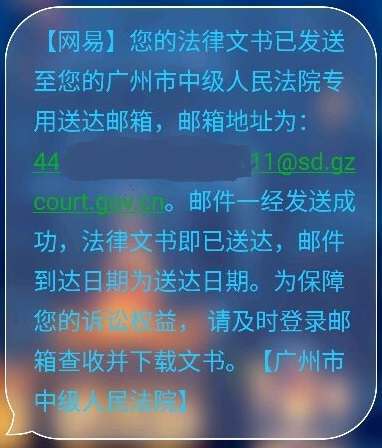 【网易】您的法律文书已发送
至您的广州市中级人民法院专
用送达邮箱，邮箱地址为：
44 11@sd.gz
court.gov.cn。邮件一经发送成
功，法律文书即已送达，邮件
到达日期为送达日期。为保障
您的诉讼权益， 请及时登录邮
箱查收并下载文书。【广州市
中级人民法院】